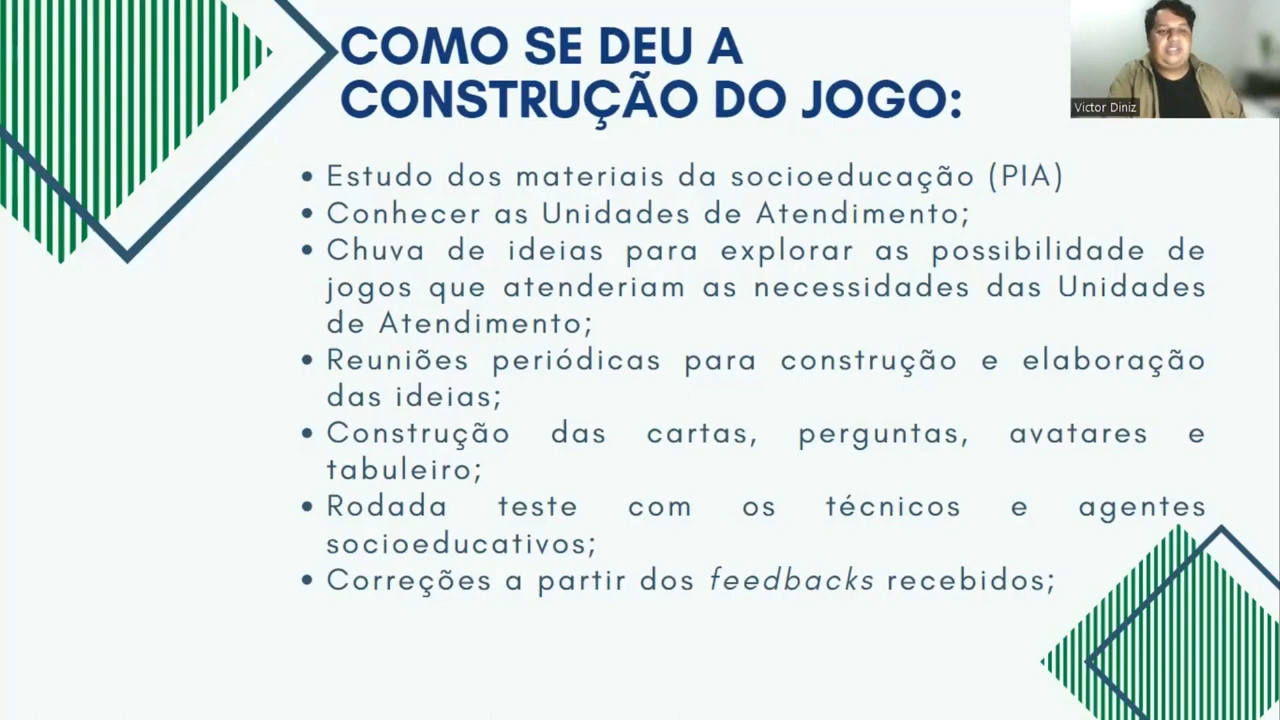 COMO SE DEU A
CONSTRUÇÃO DO JOGO:
Victor Diniz
• Estudo dos materiais da socioeducação (PIA)
• Conhecer as Unidades de Atendimento;
• Chuva de ideias para explorar as possibilidade de
jogos que atenderiam as necessidades das Unidades
de Atendimento;
• Reuniões periódicas para construção e elaboração
das ideias;
• Construção das cartas, perguntas, avatares e
tabuleiro;
• Rodada teste com os técnicos e agentes
socioeducativos;
• Correções a partir dos feedbacks recebidos;